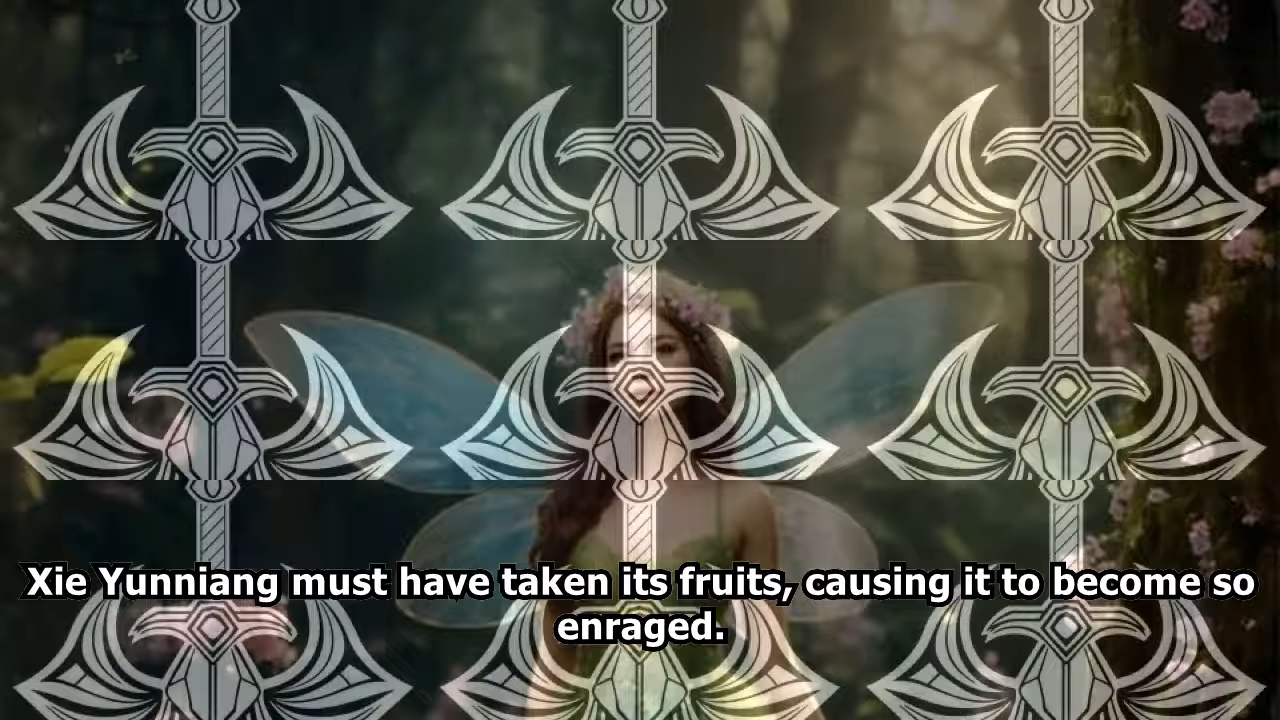 Xie Yunniang must have taken its fruits, causing it to become so
enraged.